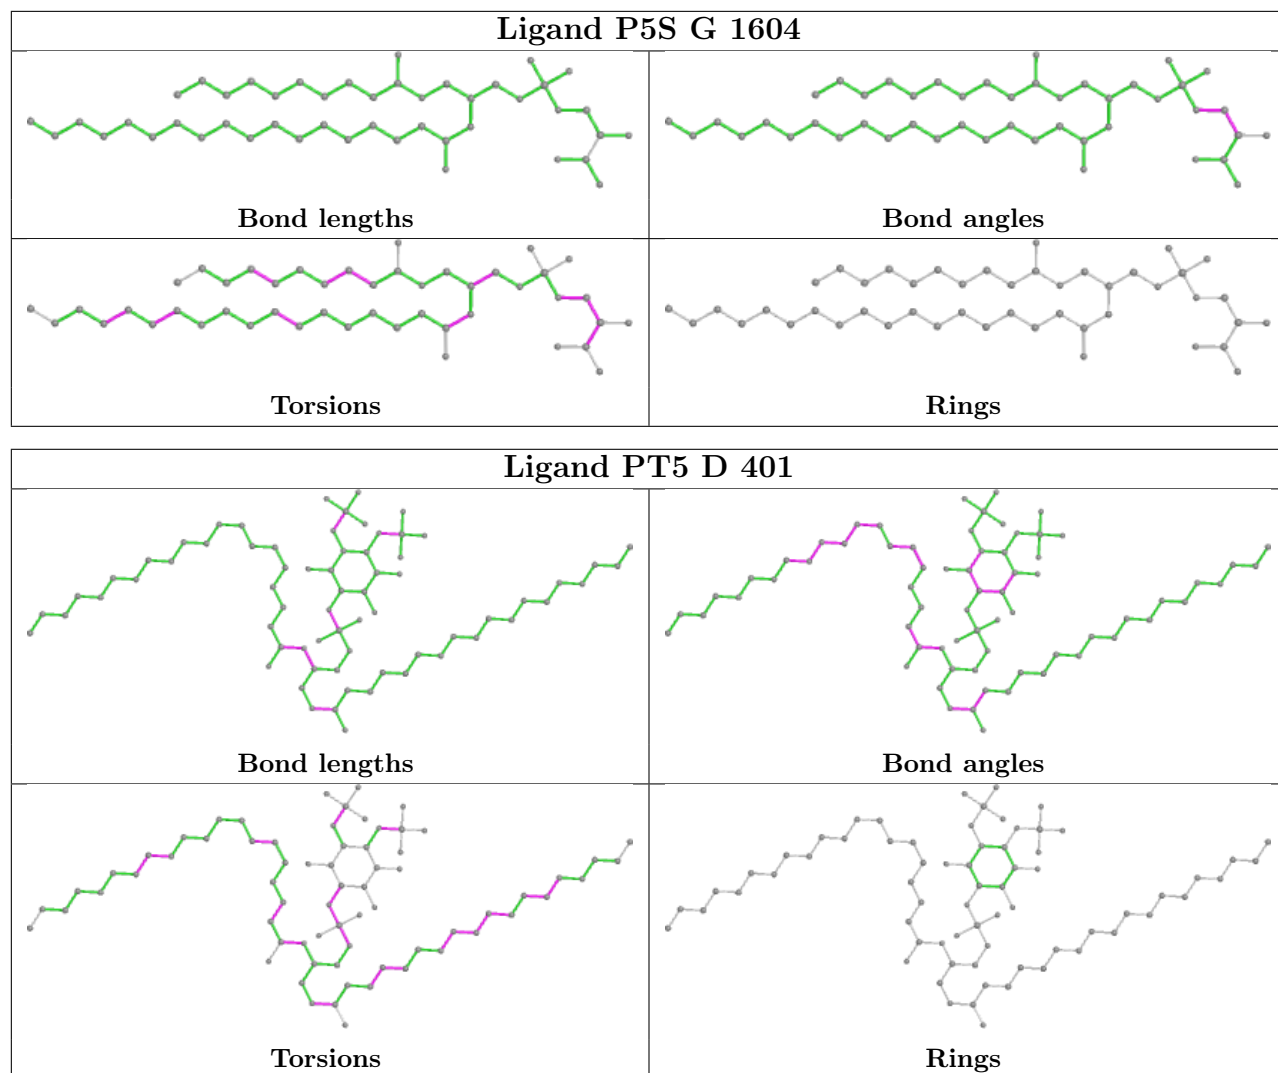 Ligand P5S G 1604
Bond lengths
Bond angles
Torsions
Rings
Ligand PT5 D 401
Bond lengths
Bond angles
Torsions
Rings